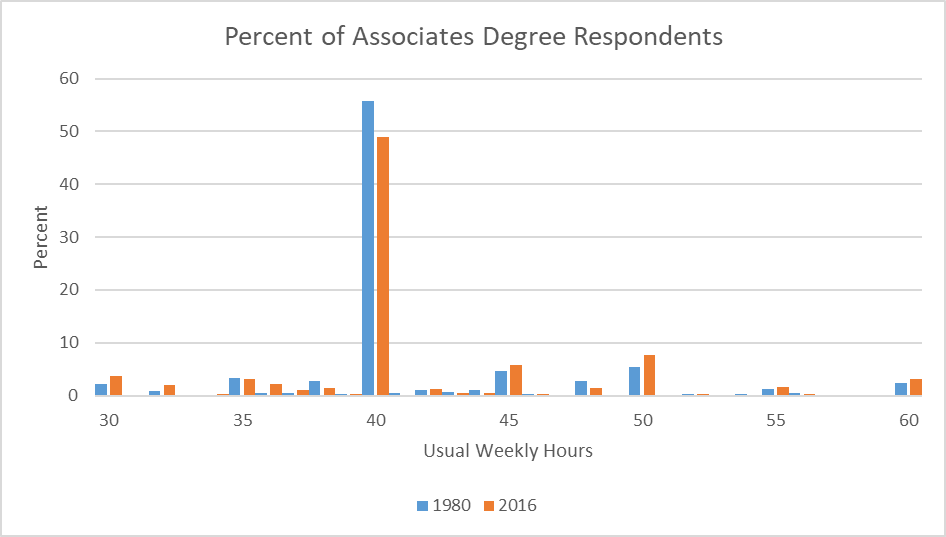 Percent of Associates Degree Respondents
60
50
40
30
20
10
0
Percent
30 35 40 45 50 55 60
Usual Weekly Hours
1980 2016